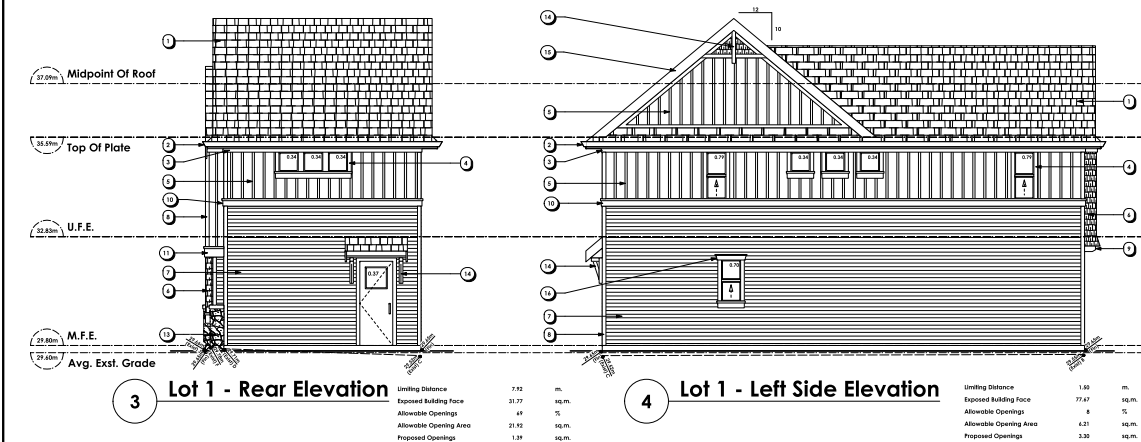 1
37.09m Midpoint Of Roof
35.59m Top Of Plate
2
3
0.34 0.34 0.34
4
5
10
8
32.83m U.F.E.
11
7
0.37
14
6
29.80m M.F.E.
13
29.60m Avg. Exst. Grade
3 Lot 1 - Rear Elevation
Limiting Distance 7.92 m.
Exposed Building Face 31.77 sq.m.
Allowable Openings 69 %
Allowable Opening Area 21.92 sq.m.
Proposed Openings 1.39 sq.m.
14
12
10
15
5
1
2
3
0.79 0.34 0.34 0.34 0.79
4
5
10
6
9
14
0.70
16
7
8
4 Lot 1 - Left Side Elevation
Limiting Distance 1.50 m.
Exposed Building Face 77.67 sq.m.
Allowable Openings 8 %
Allowable Opening Area 6.21 sq.m.
Proposed Openings 3.30 sq.m.